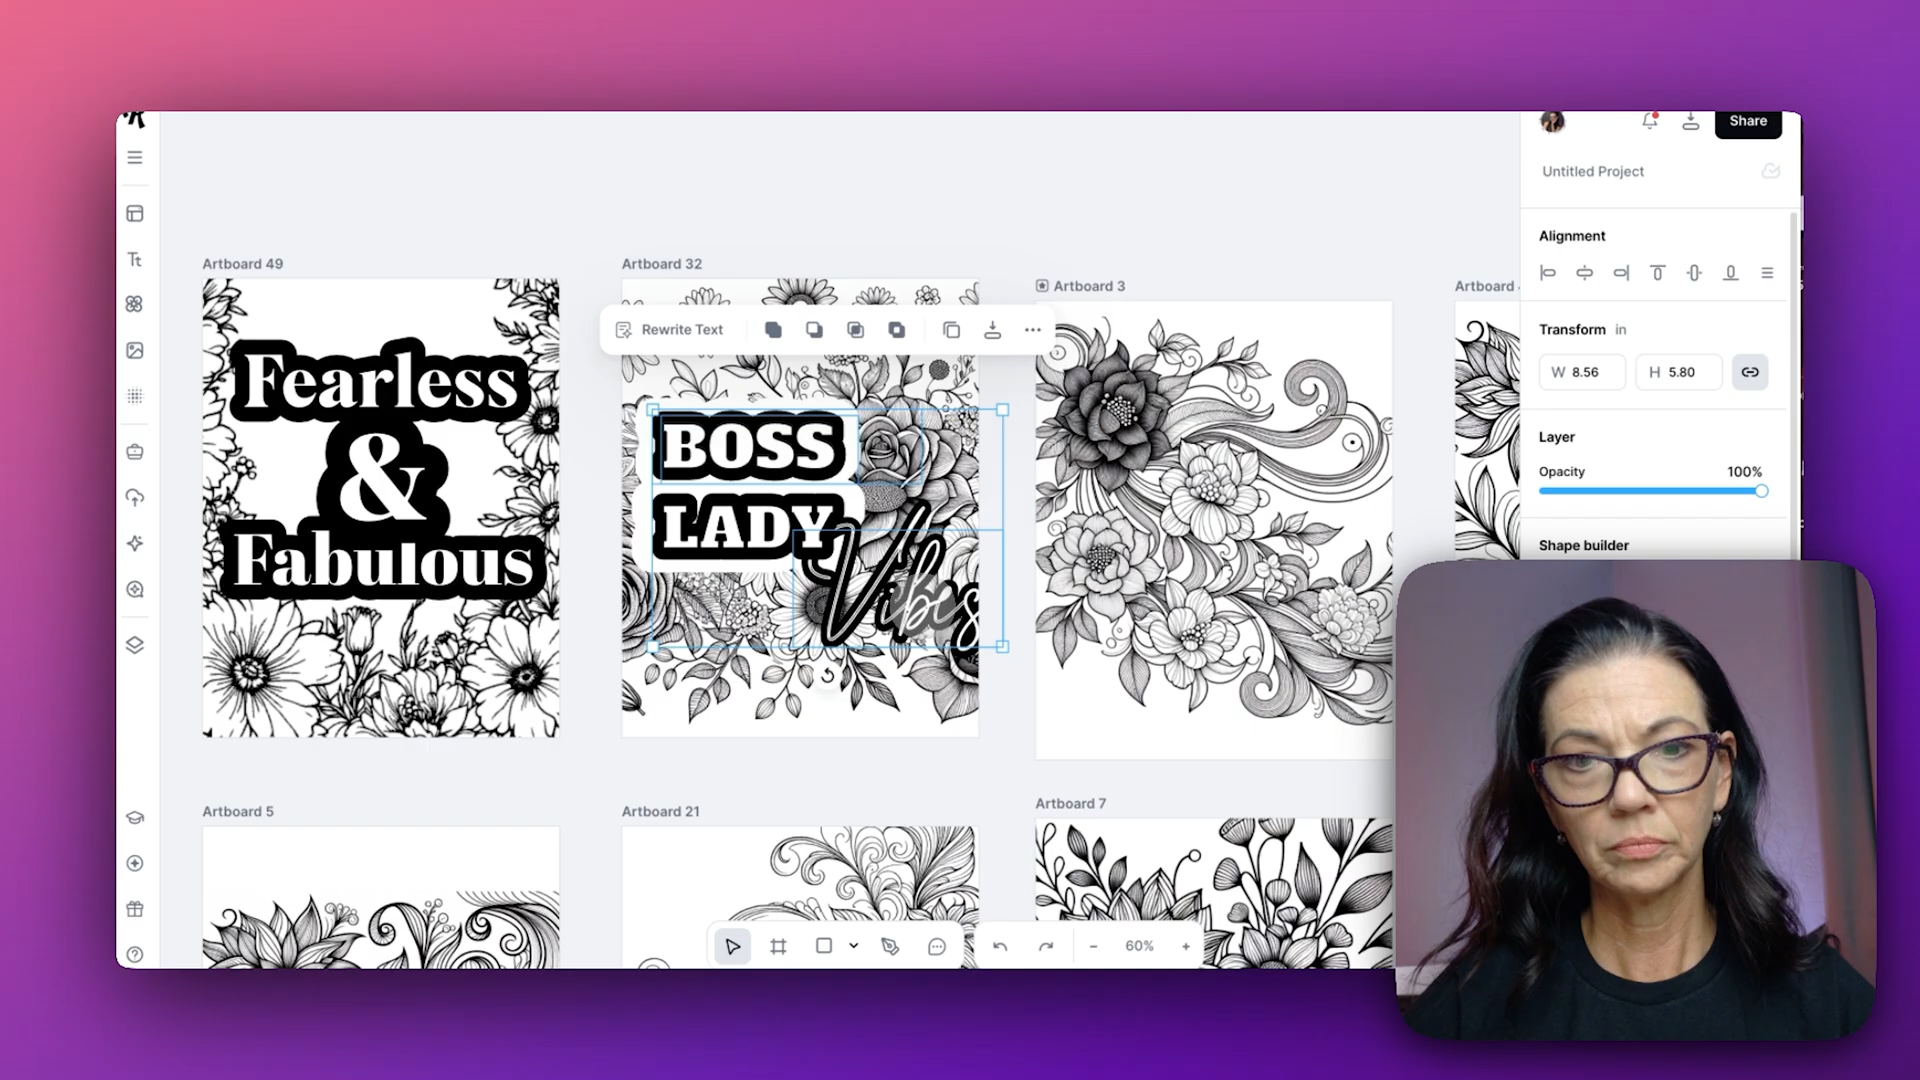 Share
Untitled Project
Alignment
Artboard 49
Artboard 32
Artboard 3
Artboard
Rewrite Text
Transform in
W 8.56
H 5.80
Fearless
&
Fabulous
BOSS
LADY
Vibes
Layer
Opacity
100%
Shape builder
Artboard 5
Artboard 21
Artboard 7
Tt
60%